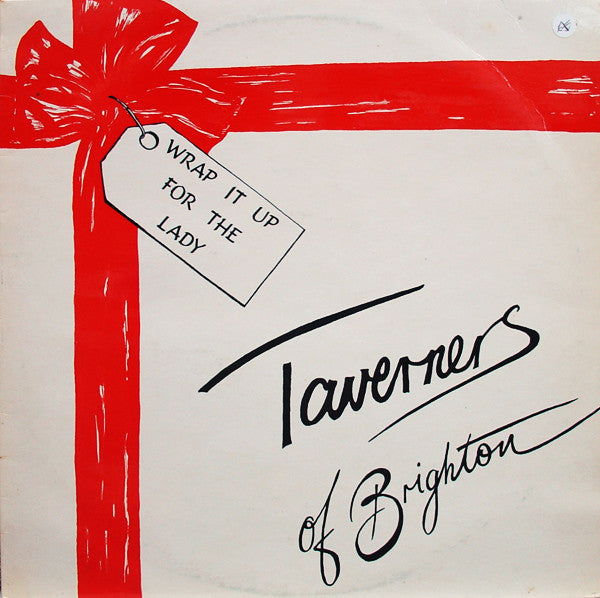 WRAP IT UP
FOR THE
LADY
Taverners
of Brighton